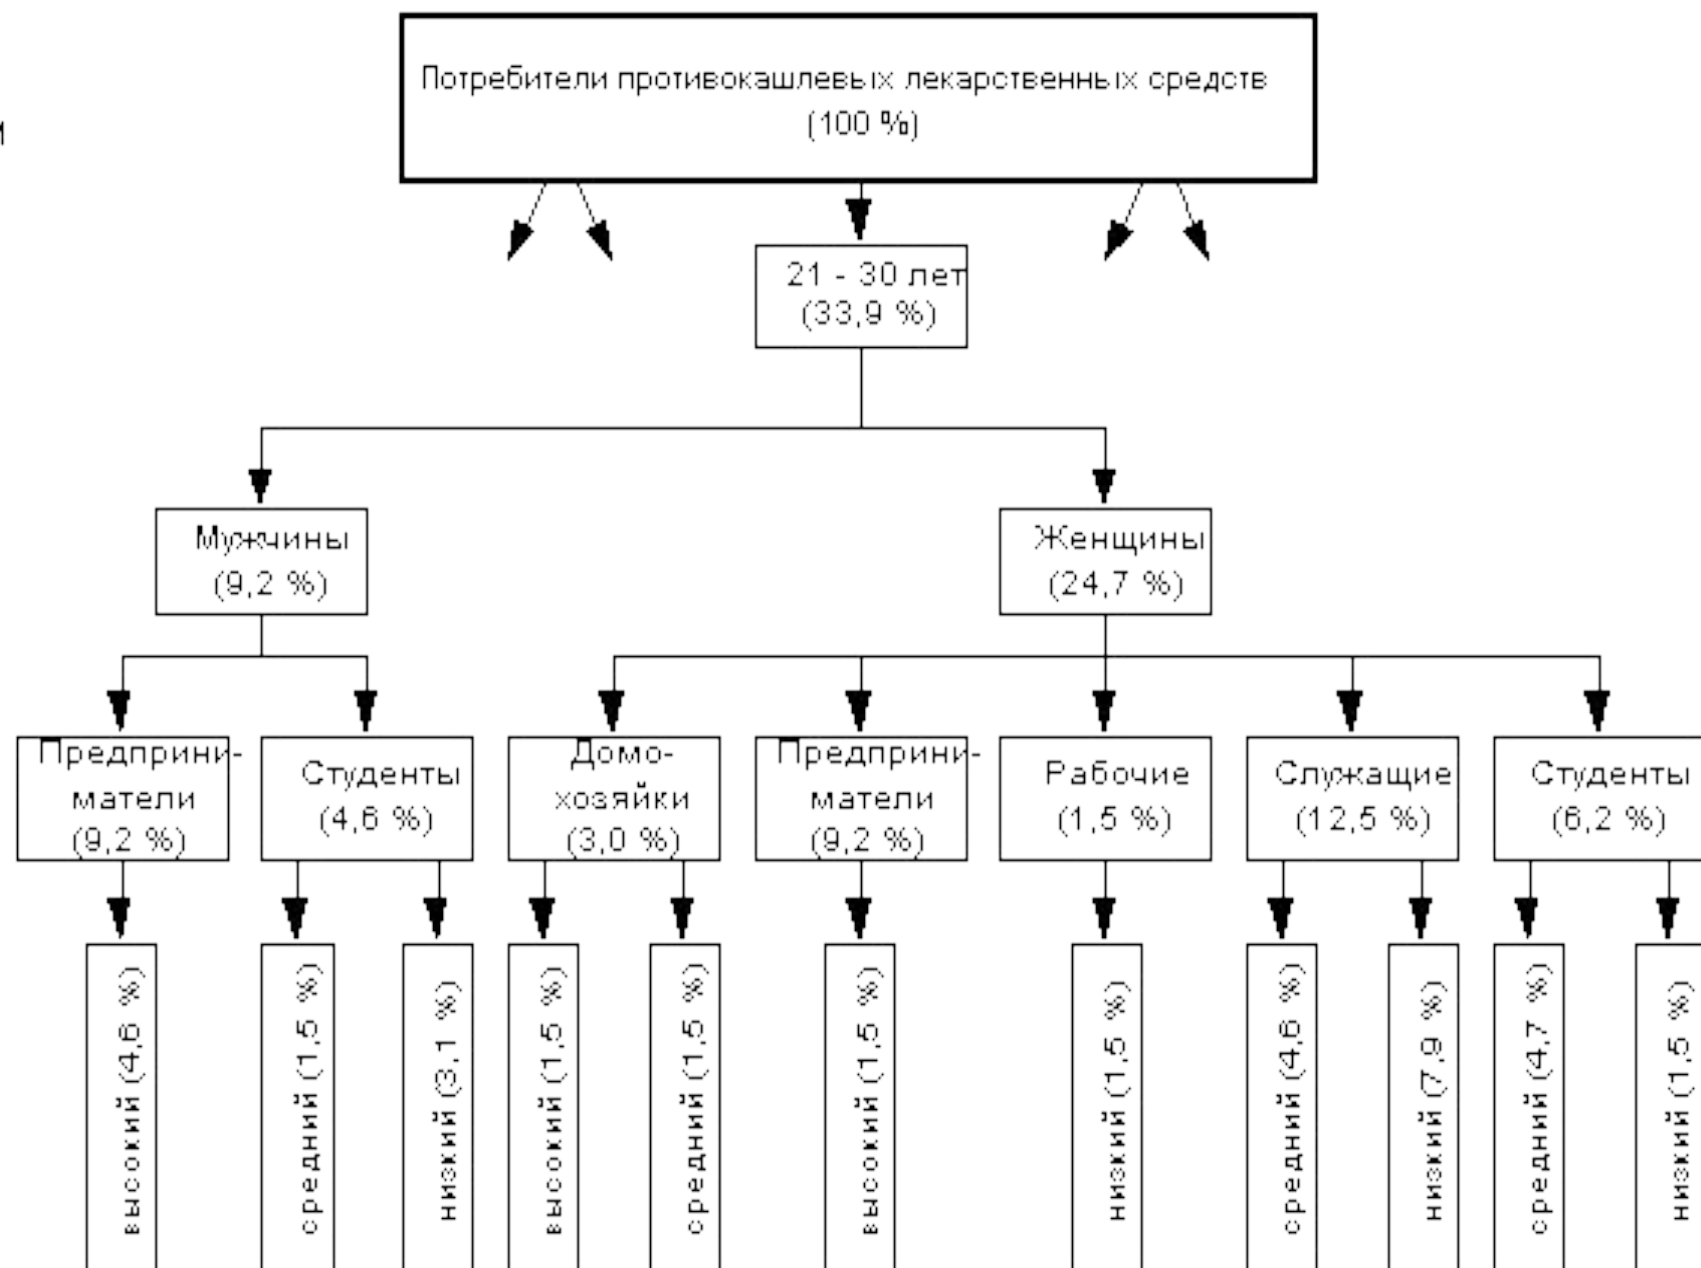 Потребители противокашлевых лекарственных средств
(100 %)
21 - 30 лет
(33,9 %)
Мужчины
(9,2 %)
Женщины
(24,7 %)
Предприни-
матели
(9,2 %)
Студенты
(4,6 %)
Домо-
хозяйки
(3,0 %)
Предприни-
матели
(9,2 %)
Рабочие
(1,5 %)
Служащие
(12,5 %)
Студенты
(6,2 %)
высокий (4,6 %)
средний (1,5 %)
низкий (3,1 %)
высокий (1,5 %)
средний (1,5 %)
высокий (1,5 %)
низкий (1,5 %)
средний (4,6 %)
низкий (7,9 %)
средний (4,7 %)
низкий (1,5 %)